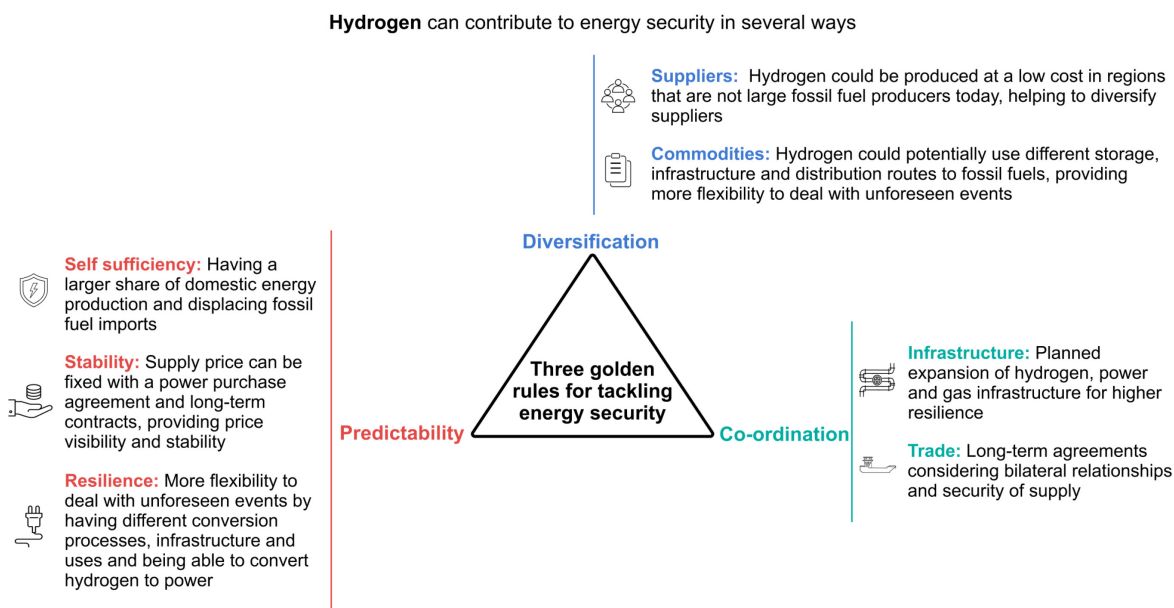 Hydrogen can contribute to energy security in several ways
Suppliers: Hydrogen could be produced at a low cost in regions
that are not large fossil fuel producers today, helping to diversify
suppliers
Commodities: Hydrogen could potentially use different storage,
infrastructure and distribution routes to fossil fuels, providing
more flexibility to deal with unforeseen events
Diversification
Self sufficiency: Having a
larger share of domestic energy
production and displacing fossil
fuel imports
Stability: Supply price can be
fixed with a power purchase
agreement and long-term
contracts, providing price
visibility and stability
Resilience: More flexibility to
deal with unforeseen events by
having different conversion
processes, infrastructure and
uses and being able to convert
hydrogen to power
Predictability
Three golden
rules for tackling
energy security
Co-ordination
Infrastructure: Planned
expansion of hydrogen, power
and gas infrastructure for higher
resilience
Trade: Long-term agreements
considering bilateral relationships
and security of supply